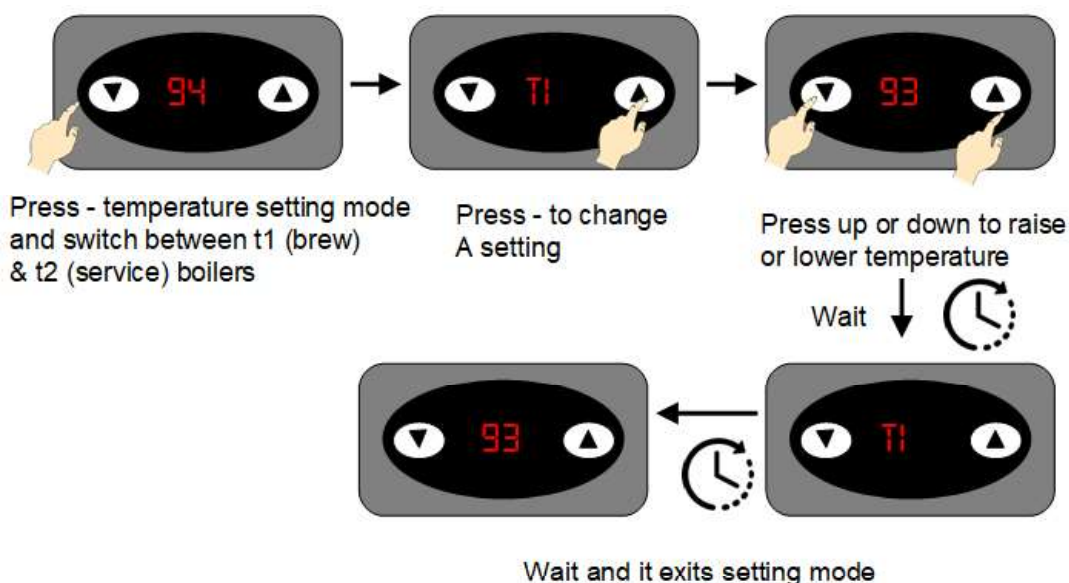 94
T1
93
Press - temperature setting mode
and switch between t1 (brew)
& t2 (service) boilers
Press - to change
A setting
Press up or down to raise
or lower temperature
Wait
T1
93
Wait and it exits setting mode